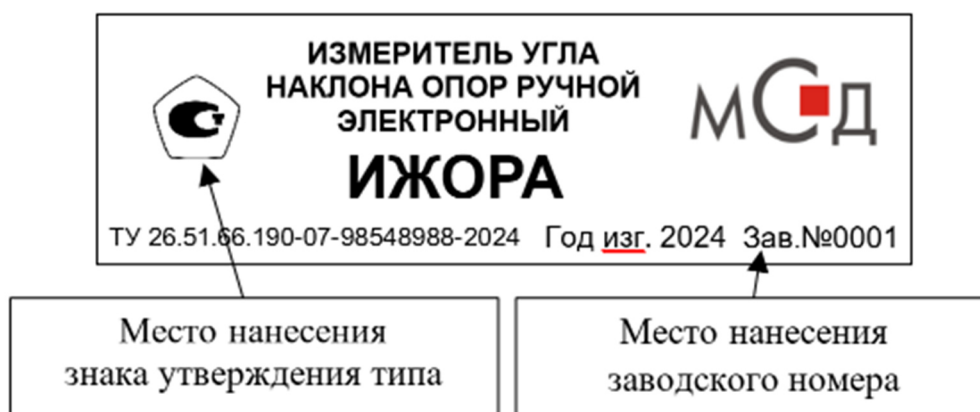 ИЗМЕРИТЕЛЬ УГЛА
НАКЛОНА ОПОР РУЧНОЙ
ЭЛЕКТРОННЫЙ
ИЖОРА
МСД
ТУ 26.51.66.190-07-98548988-2024 Год изг. 2024 Зав.№0001
Место нанесения
знака утверждения типа
Место нанесения
заводского номера